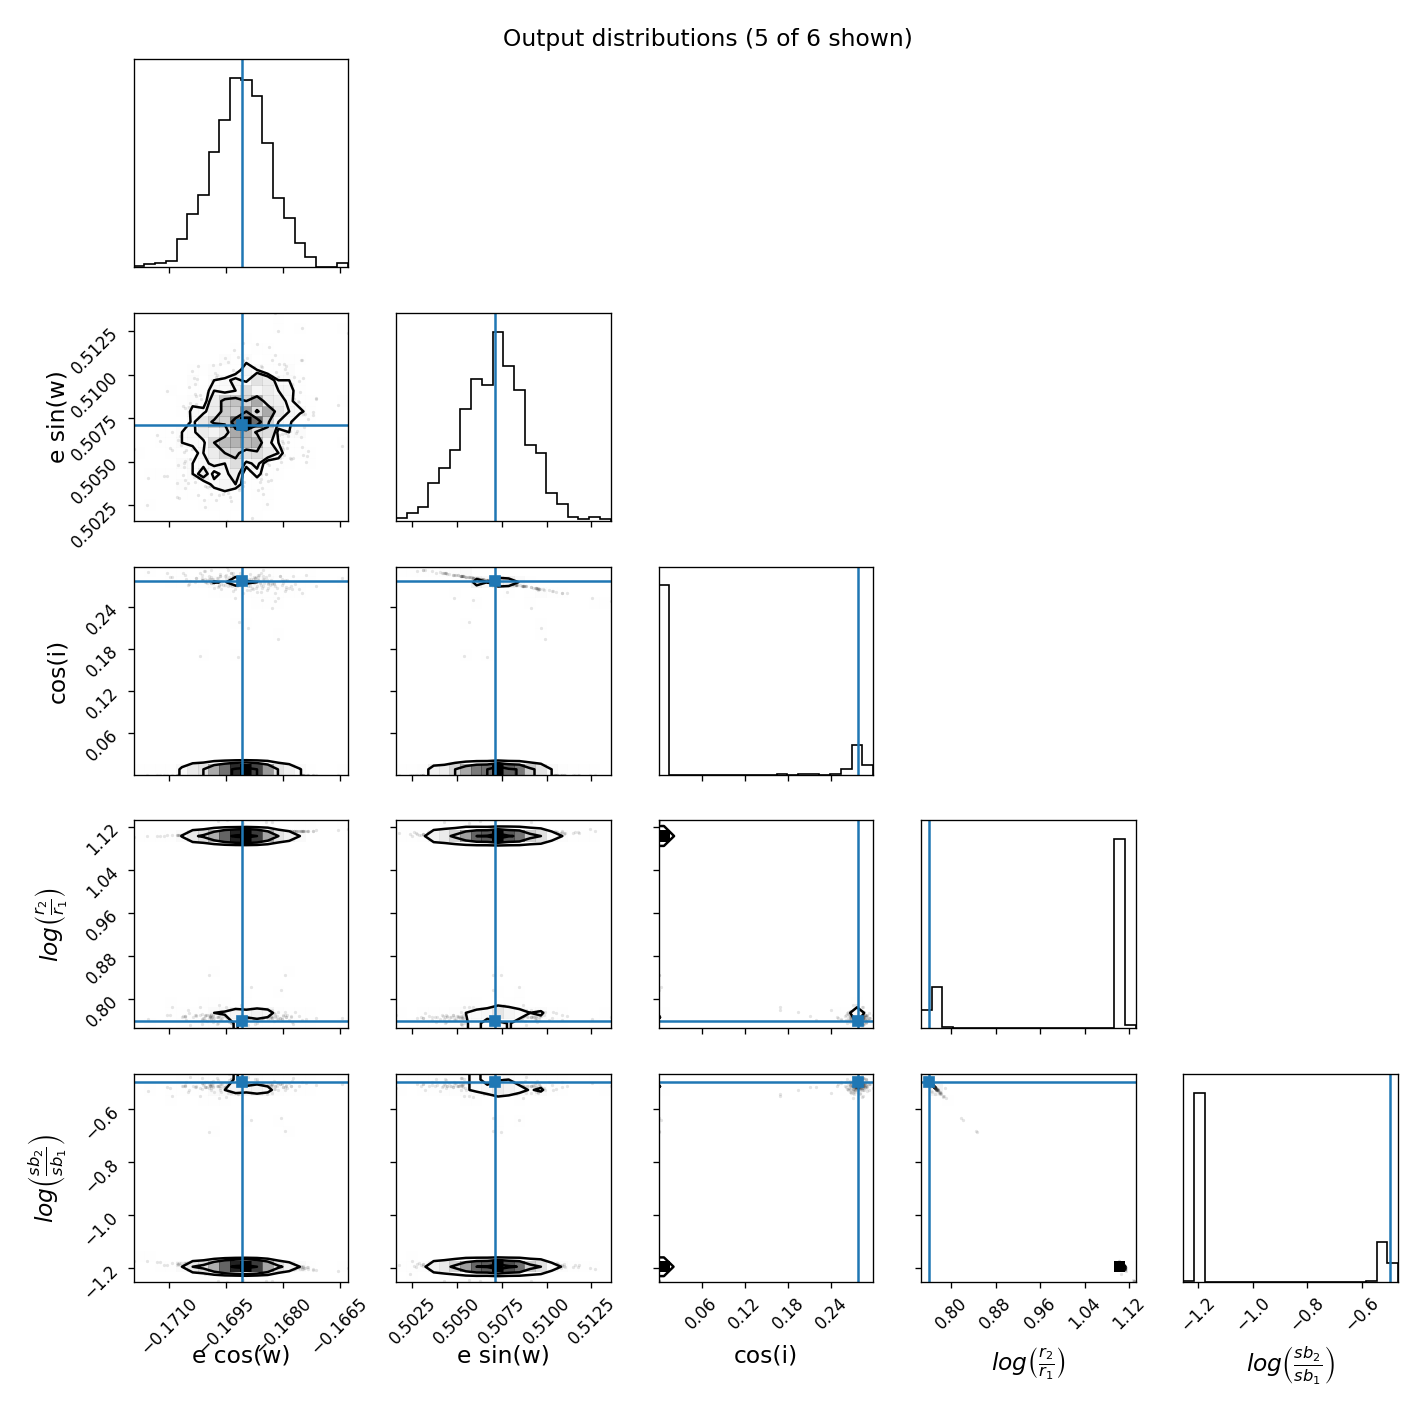 Output distributions (5 of 6 shown)
e sin(w)
0.5125
0.5100
0.5075
0.5050
0.5025
cos(i)
0.24
0.18
0.12
0.06
log(r₂/r₁)
1.12
1.04
0.96
0.88
0.80
log(sb₂/sb₁)
−0.6
−0.8
−1.0
−1.2
−0.1710 −0.1695 −0.1680 −0.1665
e cos(w)
0.5025 0.5050 0.5075 0.5100 0.5125
e sin(w)
0.06 0.12 0.18 0.24
cos(i)
0.80 0.88 0.96 1.04 1.12
log(r₂/r₁)
−1.2 −1.0 −0.8 −0.6
log(sb₂/sb₁)